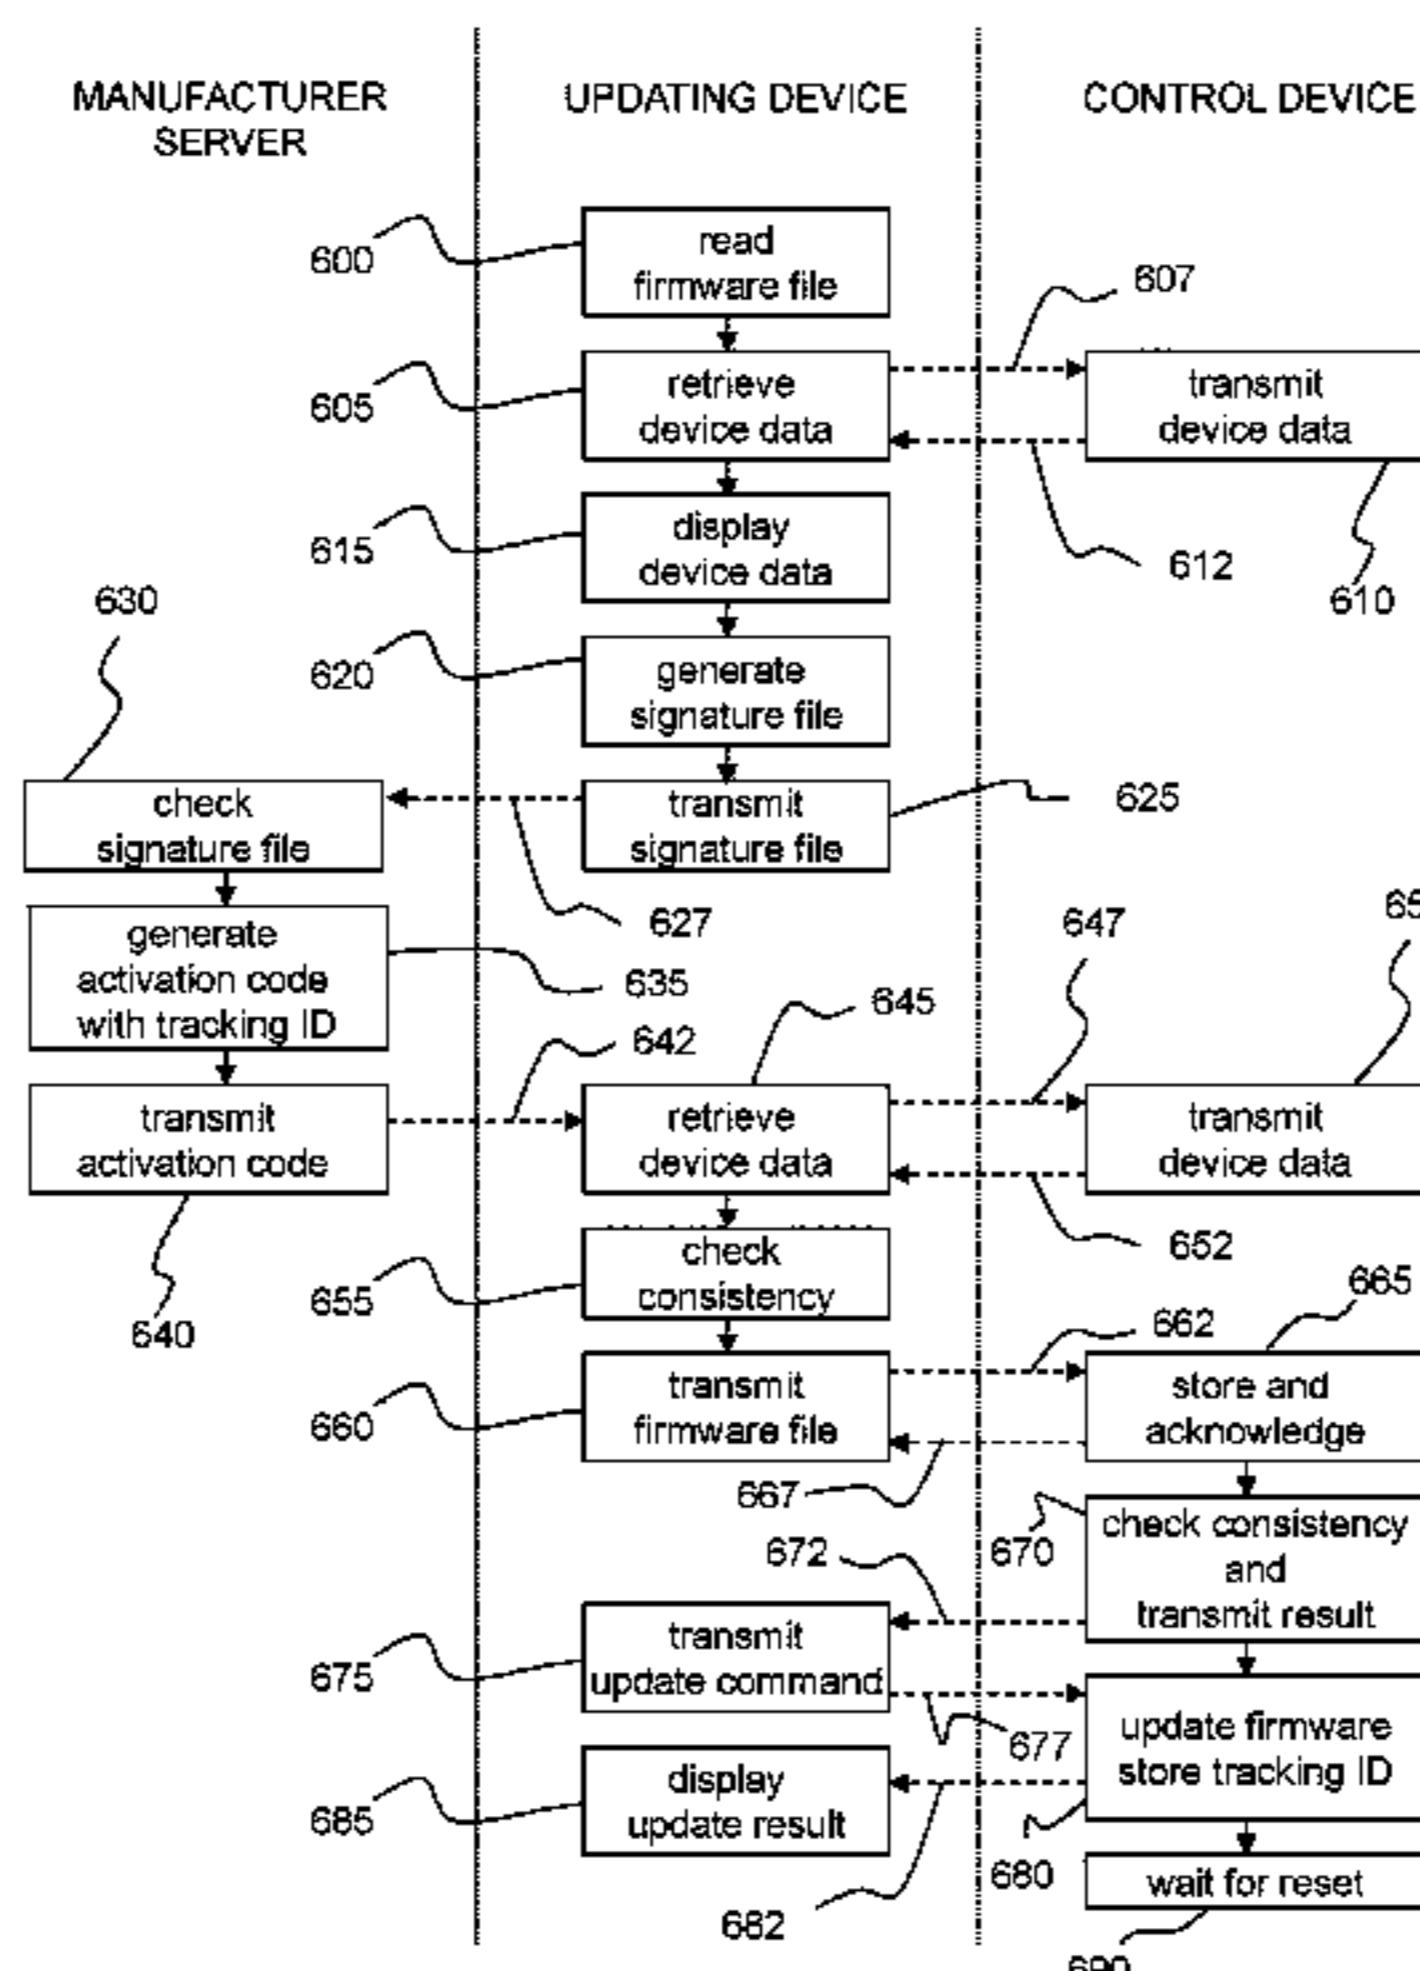 MANUFACTURER
SERVER
UPDATING DEVICE
CONTROL DEVICE
600
read
firmware file
607
605
retrieve
device data
transmit
device data
615
display
device data
612
610
630
620
generate
signature file
check
signature file
transmit
signature file
625
627
647
generate
activation code
with tracking ID
635
645
642
transmit
activation code
retrieve
device data
transmit
device data
652
640
655
check
consistency
665
662
660
transmit
firmware file
store and
acknowledge
667
672
670
check consistency
and
transmit result
675
transmit
update command
677
update firmware
store tracking ID
685
display
update result
680
682
wait for reset
690